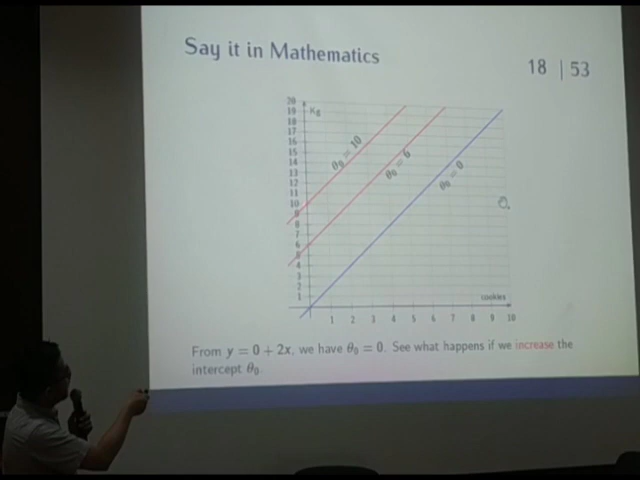 Say it in Mathematics
18 | 53
Kg
20
19
18
17
16
15
14
13
12
11
10
9
8
7
6
5
4
3
2
1
θ₀ = 10
θ₀ = 6
θ₀ = 0
cookies
1 2 3 4 5 6 7 8 9 10
From y = 0 + 2x, we have θ₀ = 0. See what happens if we increase the
intercept θ₀.